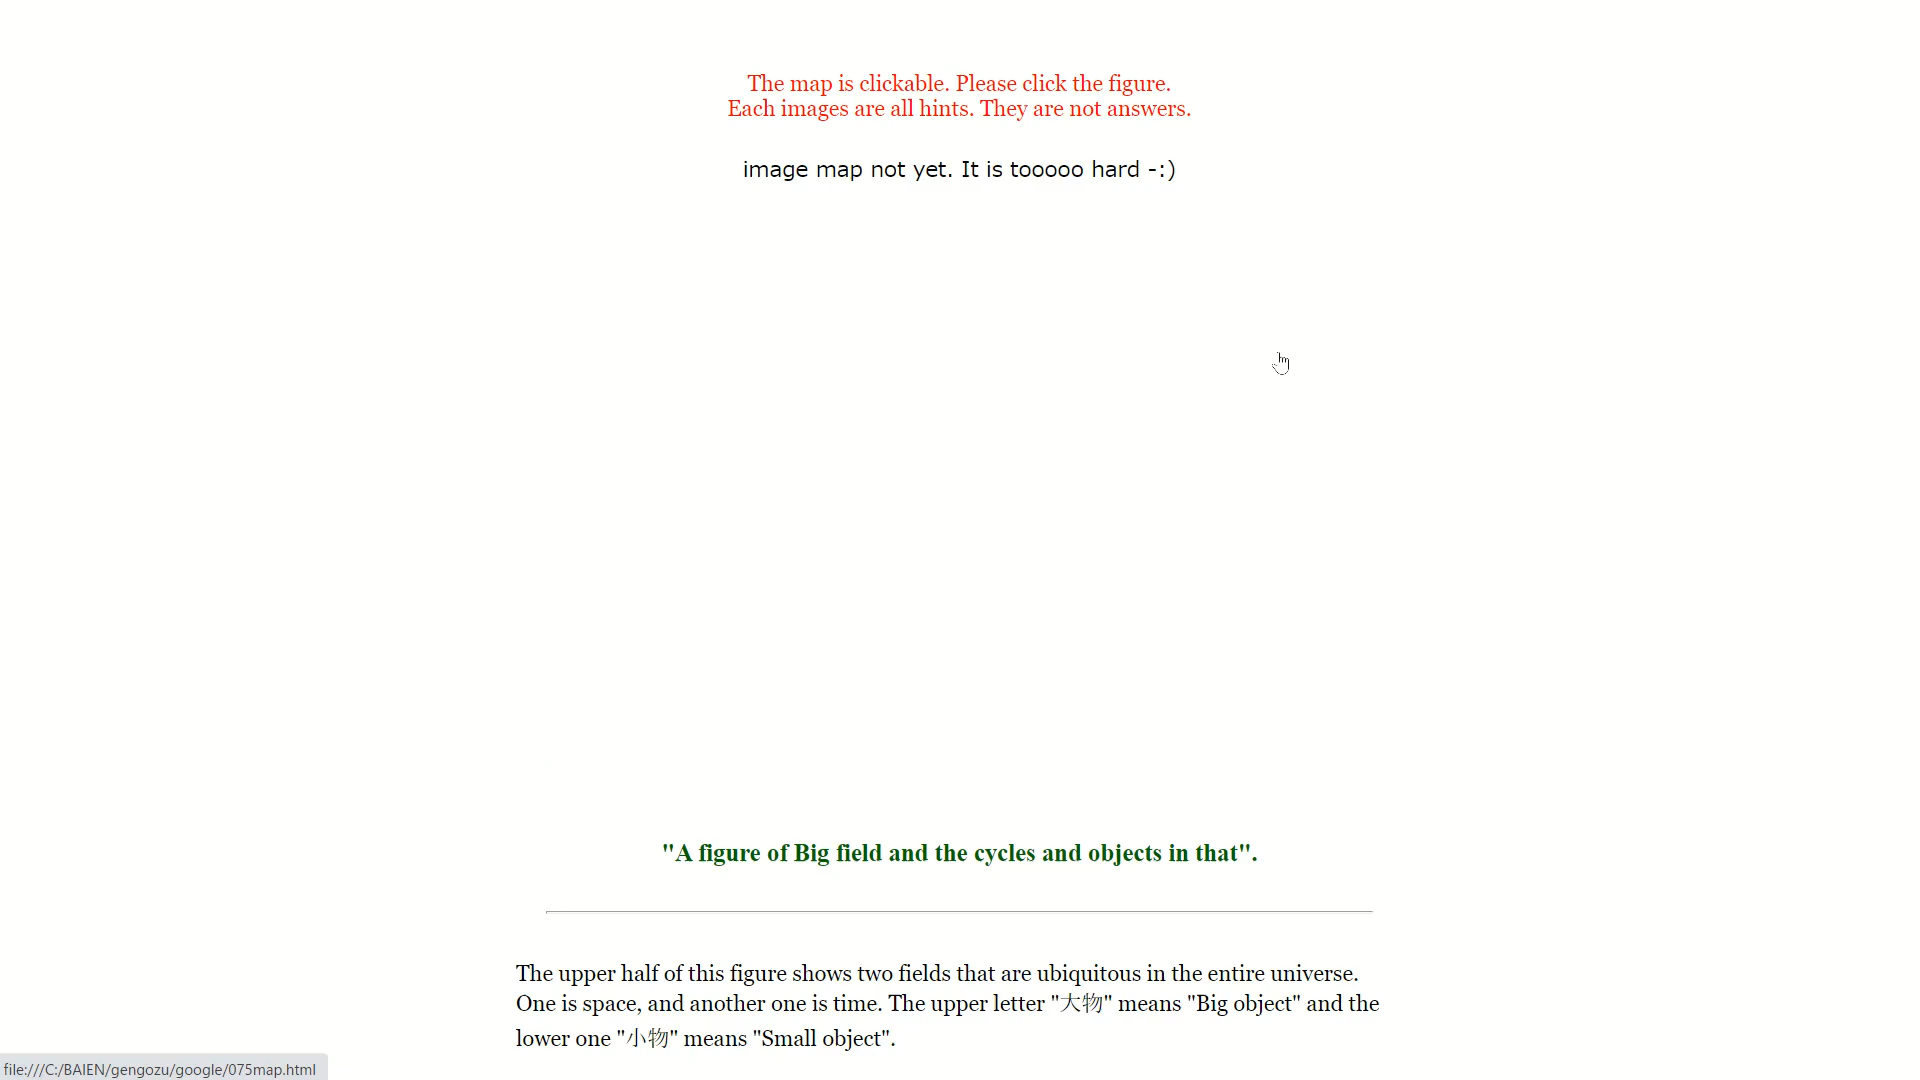 The map is clickable. Please click the figure.
Each images are all hints. They are not answers.
image map not yet. It is tooooo hard -:)
"A figure of Big field and the cycles and objects in that".
The upper half of this figure shows two fields that are ubiquitous in the entire universe.
One is space, and another one is time. The upper letter "大物" means "Big object" and the
lower one "小物" means "Small object".
file:///C:/BAIEN/gengozu/google/075map.html